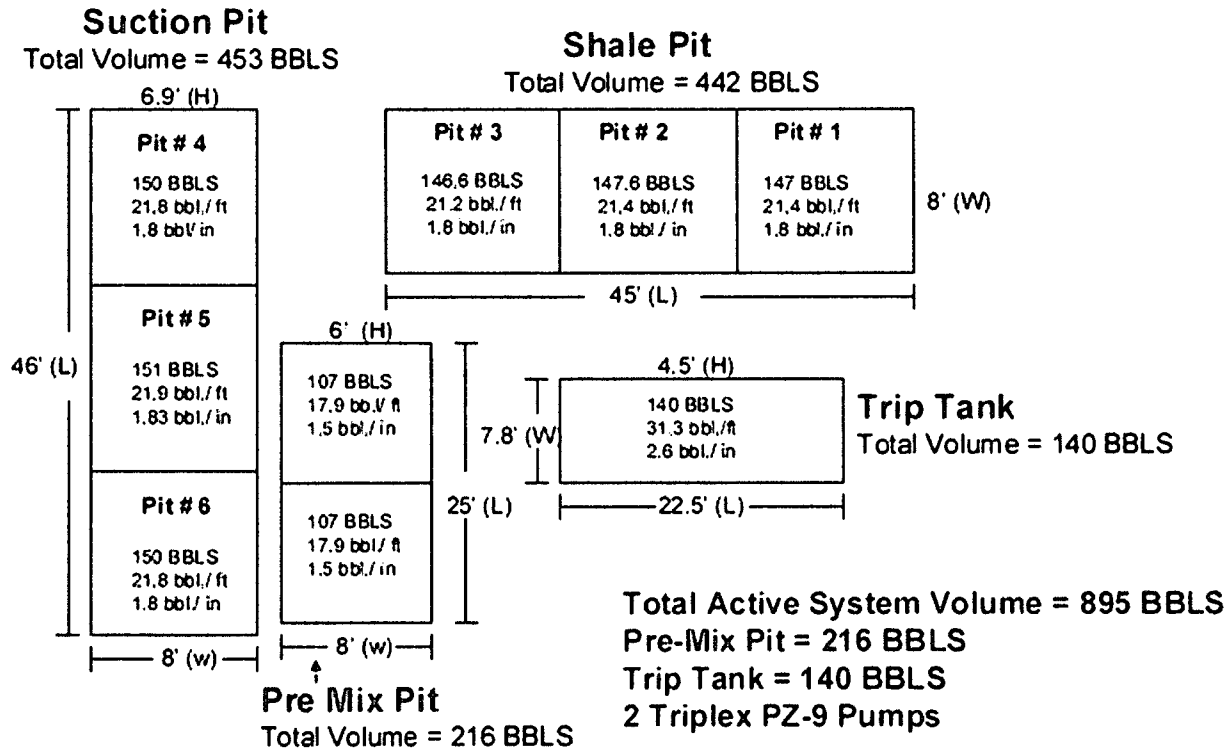 Suction Pit
Total Volume = 453 BBLS
6.9' (H)
Pit # 4
150 BBLS
21.8 bbl./ ft
1.8 bbl/ in
Pit # 5
151 BBLS
21.9 bbl./ ft
1.83 bbl./ in
Pit # 6
150 BBLS
21.8 bbl./ ft
1.8 bbl./ in
46' (L)
8' (w)
Shale Pit
Total Volume = 442 BBLS
Pit # 3
146.6 BBLS
21.2 bbl./ ft
1.8 bbl./ in
Pit # 2
147.6 BBLS
21.4 bbl./ ft
1.8 bbl./ in
Pit # 1
147 BBLS
21.4 bbl./ ft
1.8 bbl./ in
8' (W)
45' (L)
6' (H)
107 BBLS
17.9 bbl/ ft
1.5 bbl./ in
107 BBLS
17.9 bbl./ ft
1.5 bbl./ in
25' (L)
8' (w)
Pre Mix Pit
Total Volume = 216 BBLS
4.5' (H)
140 BBLS
31.3 bbl./ft
2.6 bbl./ in
7.8' (W)
22.5' (L)
Trip Tank
Total Volume = 140 BBLS
Total Active System Volume = 895 BBLS
Pre-Mix Pit = 216 BBLS
Trip Tank = 140 BBLS
2 Triplex PZ-9 Pumps